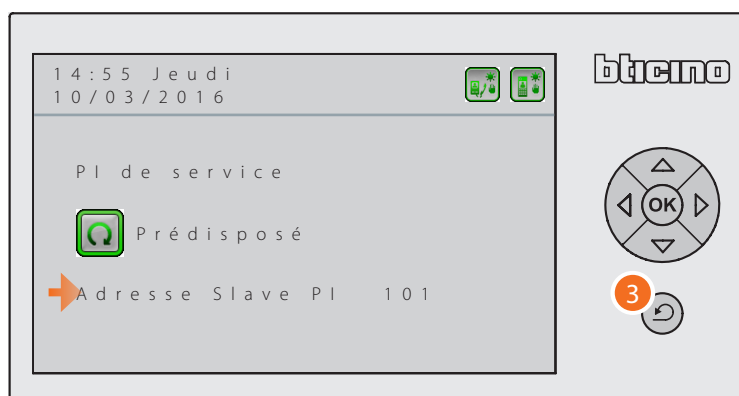 14:55 Jeudi
10/03/2016
bticino
PI de service
OK
Prédisposé
Adresse Slave PI 101
3